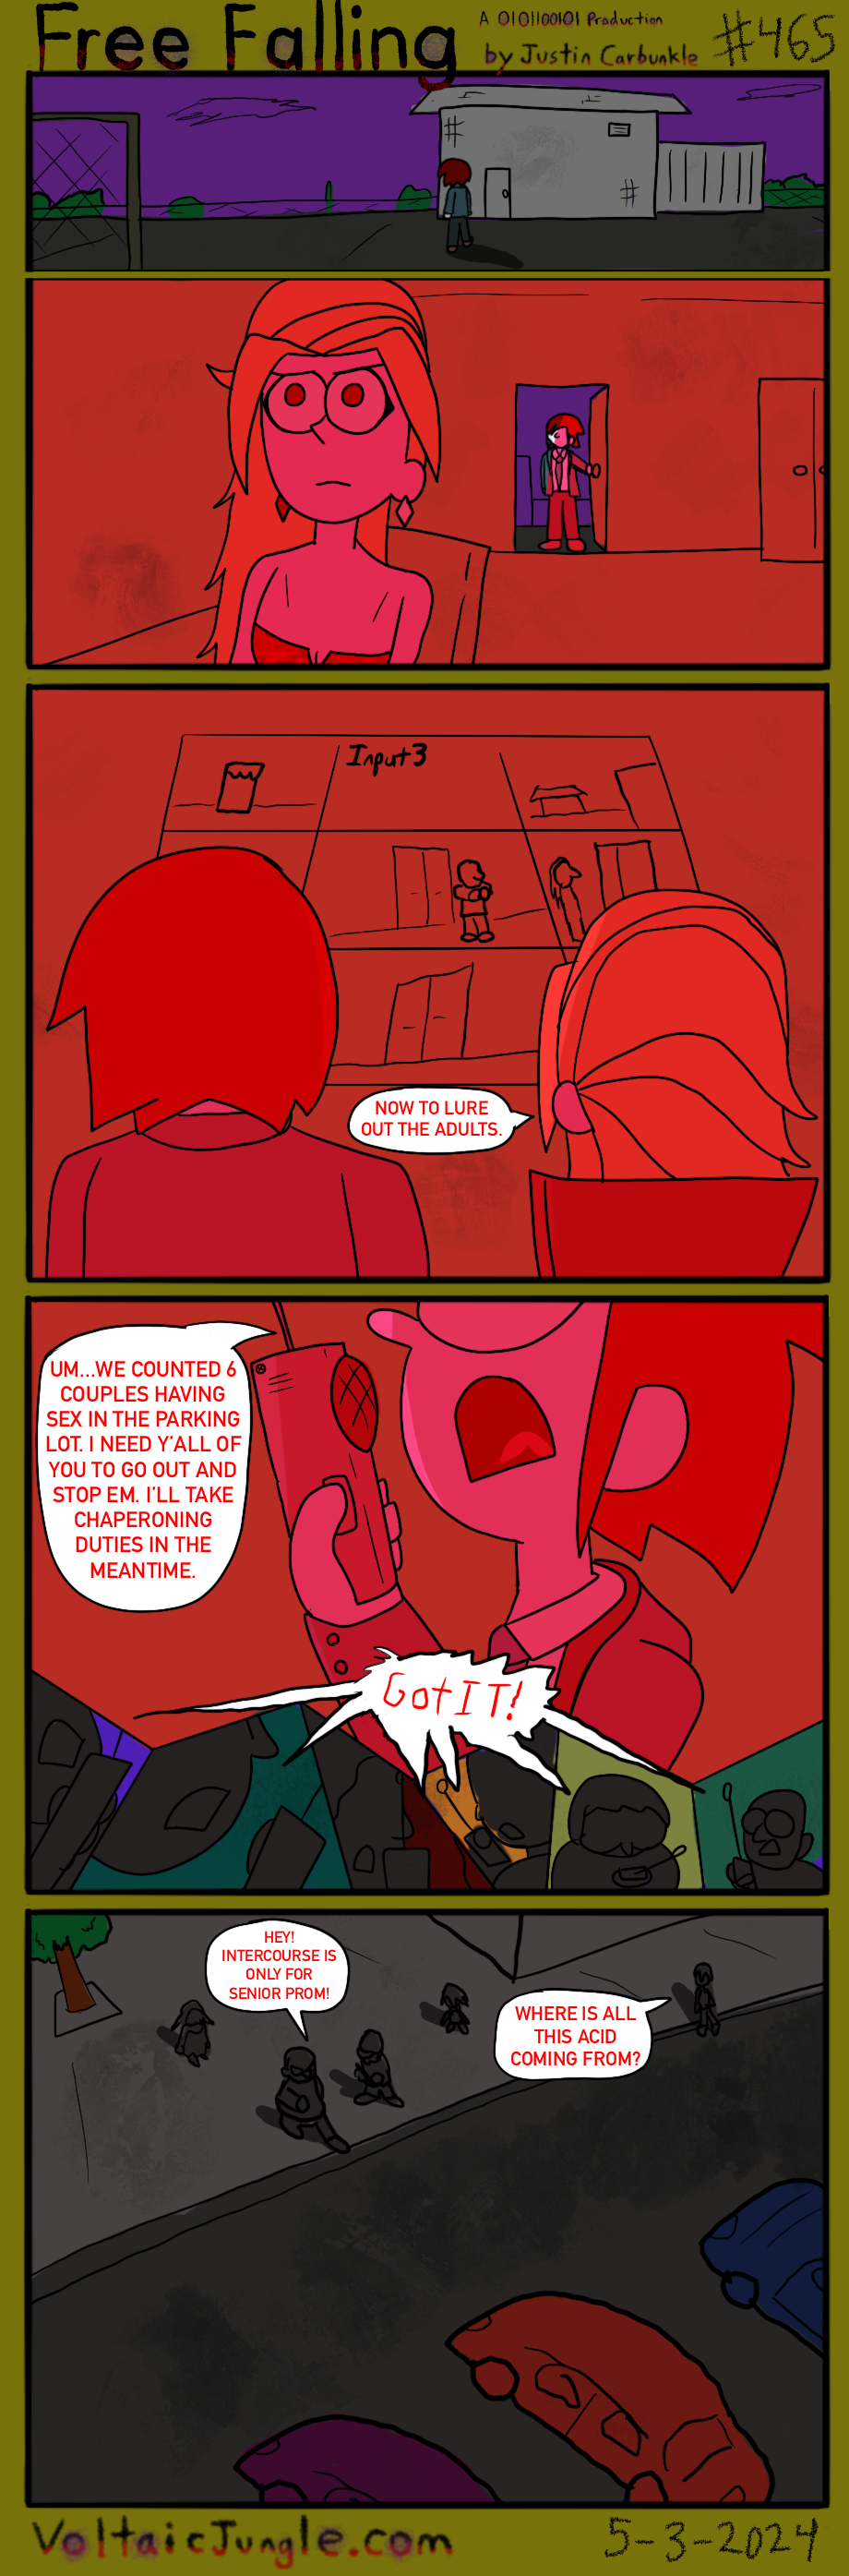 Free Falling
A 0101100101 Production
by Justin Carbunkle
#465
Input3
NOW TO LURE
OUT THE ADULTS.
UM...WE COUNTED 6
COUPLES HAVING
SEX IN THE PARKING
LOT. I NEED Y'ALL OF
YOU TO GO OUT AND
STOP EM. I'LL TAKE
CHAPERONING
DUTIES IN THE
MEANTIME.
Got IT!
HEY!
INTERCOURSE IS
ONLY FOR
SENIOR PROM!
WHERE IS ALL
THIS ACID
COMING FROM?
VoltaicJungle.com
5-3-2024